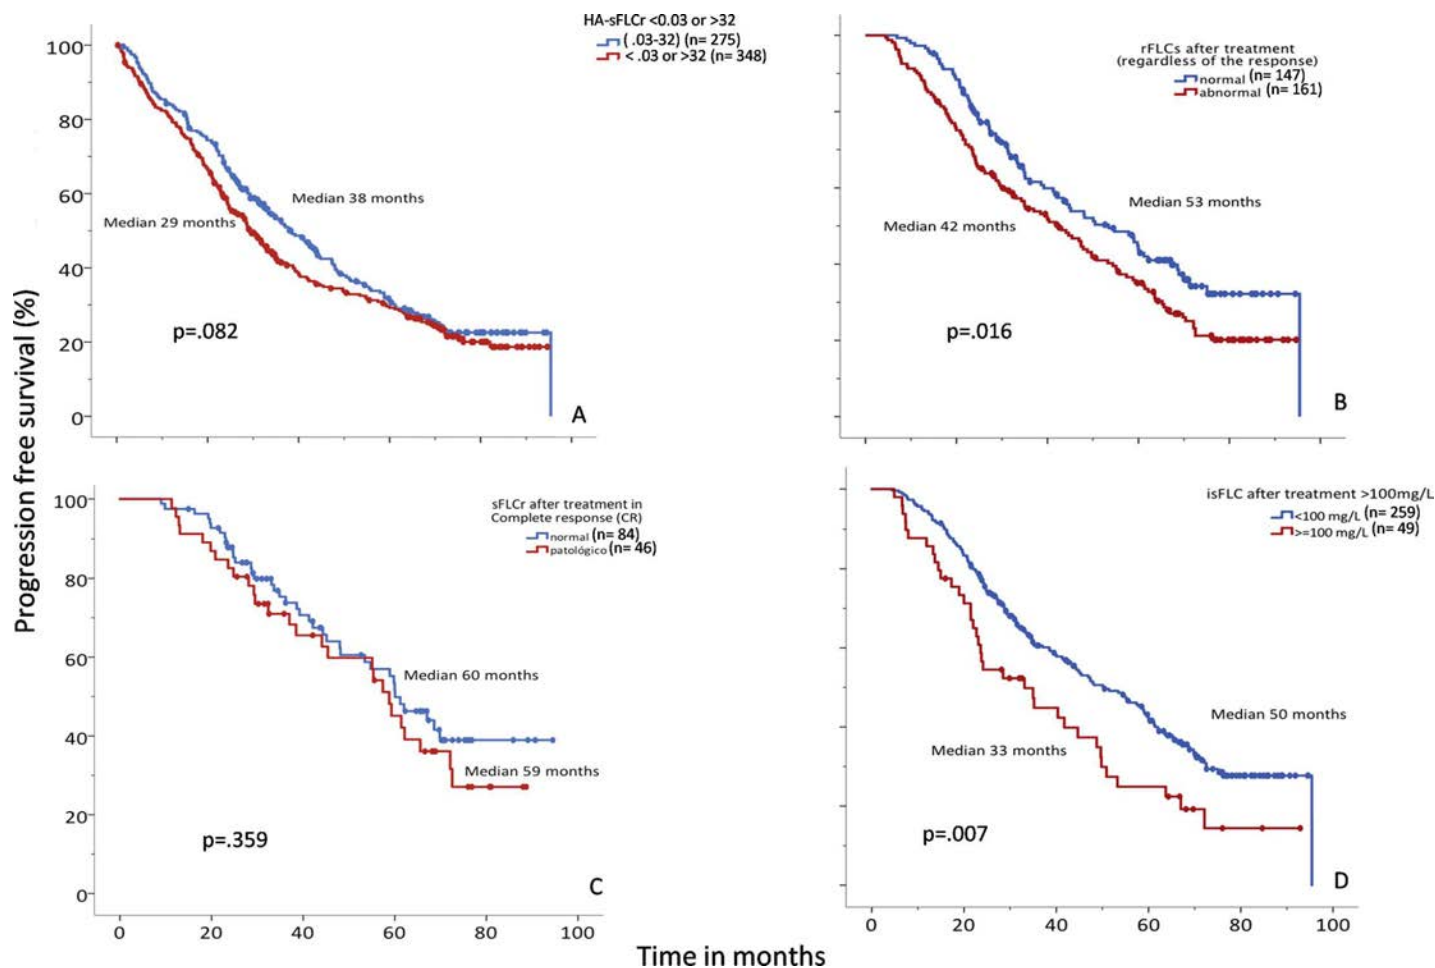 HA-sFLCr <0.03 or >32
( .03-32) (n= 275)
< .03 or >32 (n= 348)
100
80
60
40
20
0
Median 38 months
Median 29 months
p=.082
A
rFLCs after treatment
(regardless of the response)
normal (n= 147)
abnormal (n= 161)
Median 53 months
Median 42 months
p=.016
B
Progression free survival (%)
sFLCr after treatment in
Complete response (CR)
normal (n= 84)
patológico (n= 46)
100
80
60
40
20
0
Median 60 months
Median 59 months
p=.359
C
0 20 40 60 80 100
isFLC after treatment >100mg/L
<100 mg/L (n= 259)
>=100 mg/L (n= 49)
Median 50 months
Median 33 months
p=.007
D
0 20 40 60 80 100
Time in months